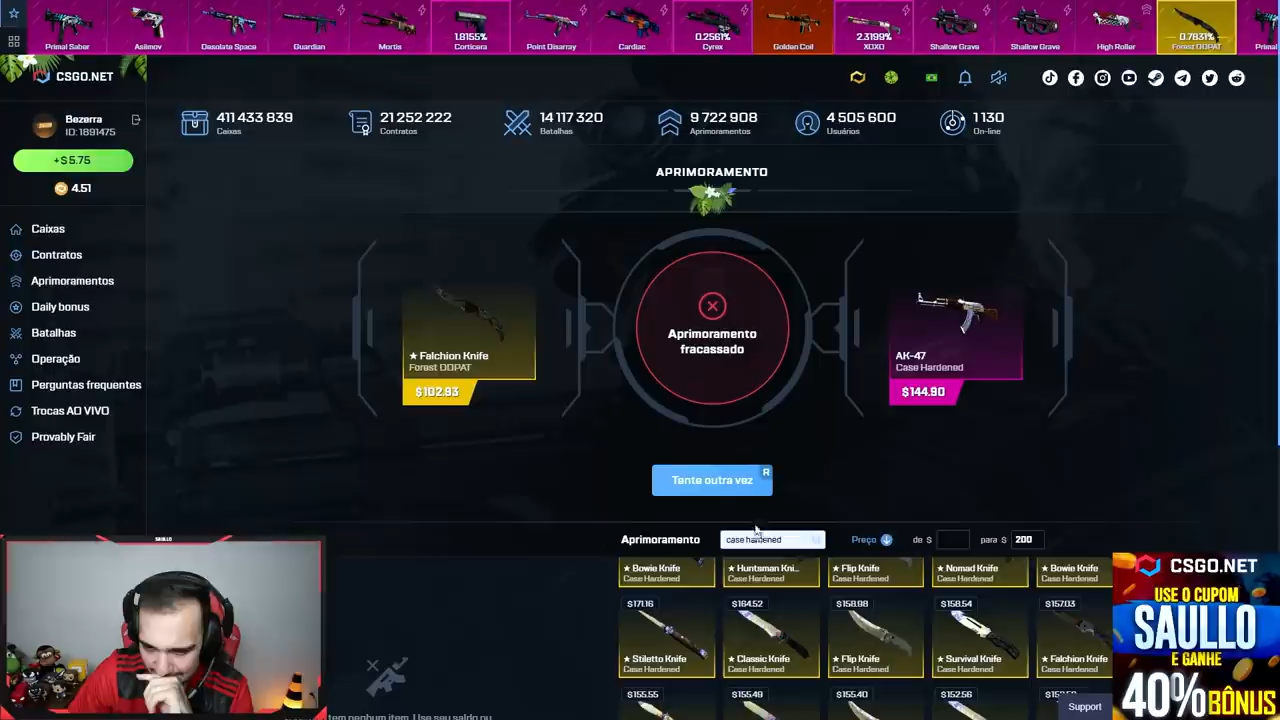 1.8155%
0.2561%
2.3199%
0.7831%
Primal Saber
Asiimov
Desolate Space
Guardian
Mortis
Corticera
Point Disarray
Cardiac
Cyrex
Golden Coil
XOXO
Shallow Grave
Shallow Grave
High Roller
Forest DDPAT
Primal
CSGO.NET
Bezerra
ID: 1891475
+$ 5.75
4.51
411 433 839
Caixas
21 252 222
Contratos
14 117 320
Batalhas
9 722 908
Aprimoramentos
4 505 600
Usuários
1 130
On-line
Caixas
Contratos
Aprimoramentos
Daily bonus
Batalhas
Operação
Perguntas frequentes
Trocas AO VIVO
Provably Fair
APRIMORAMENTO
★ Falchion Knife
Forest DDPAT
$102.93
Aprimoramento
fracassado
AK-47
Case Hardened
$144.90
Tente outra vez
R
Aprimoramento
case hardened
Preço
de $
para $
200
★ Bowie Knife
Case Hardened
★ Huntsman Kni...
Case Hardened
★ Flip Knife
Case Hardened
★ Nomad Knife
Case Hardened
★ Bowie Knife
Case Hardened
$171.16
★ Stiletto Knife
Case Hardened
$164.52
★ Classic Knife
Case Hardened
$158.98
★ Flip Knife
Case Hardened
$158.54
★ Survival Knife
Case Hardened
$157.03
★ Falchion Knife
Case Hardened
$155.55
$155.49
$155.40
$152.56
SAULLO
CSGO.NET
USE O CUPOM
SAULLO
E GANHE
40% BÔNUS
Support